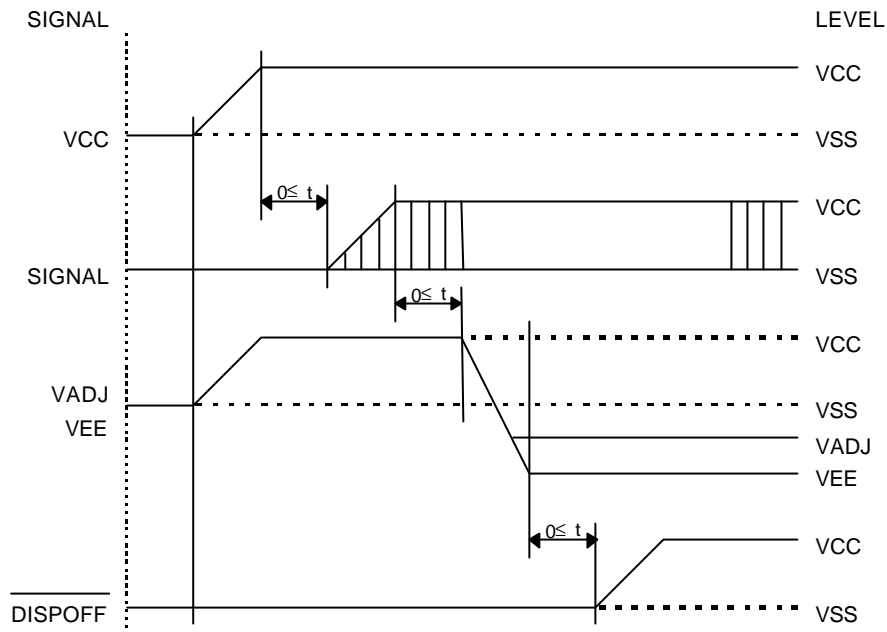 SIGNAL LEVEL
VCC
VCC VSS
0≤ t
VCC
SIGNAL VSS
0≤ t
VCC
VADJ
VSS
VEE
VADJ
VEE
0≤ t
VCC
DISPOFF VSS